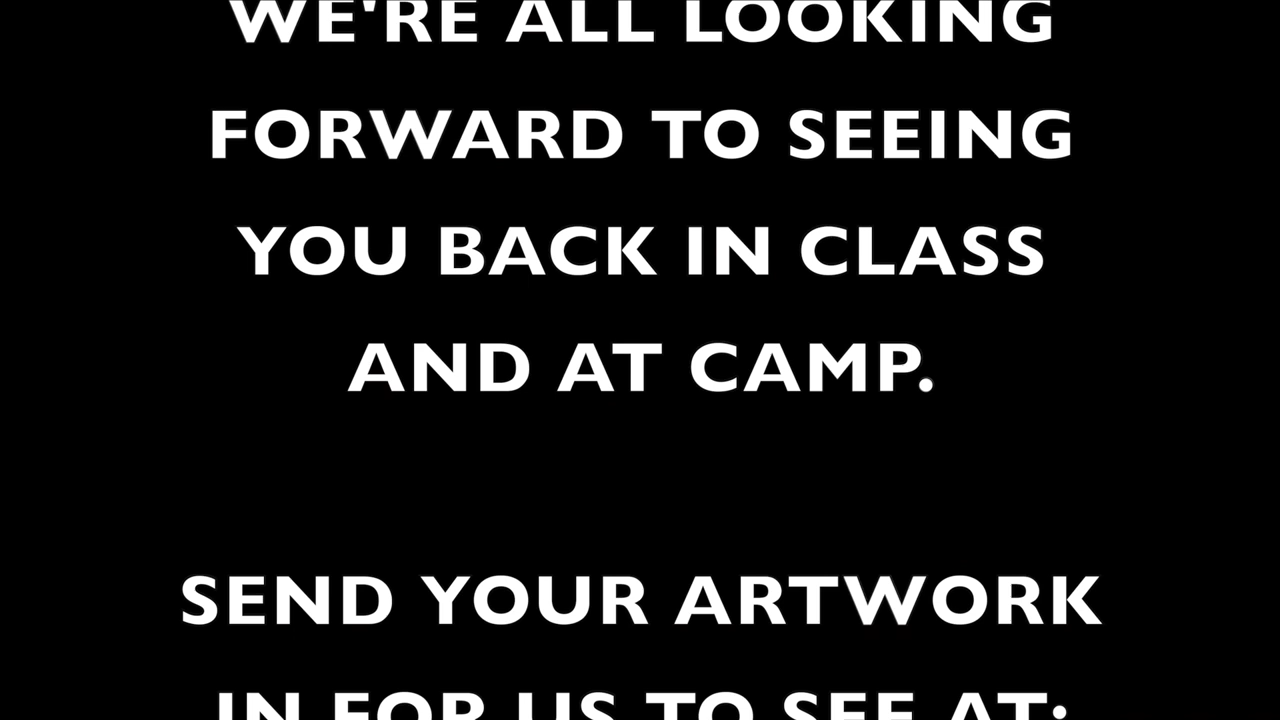 WE'RE ALL LOOKING
FORWARD TO SEEING
YOU BACK IN CLASS
AND AT CAMP.
SEND YOUR ARTWORK
IN FOR US TO SEE AT: